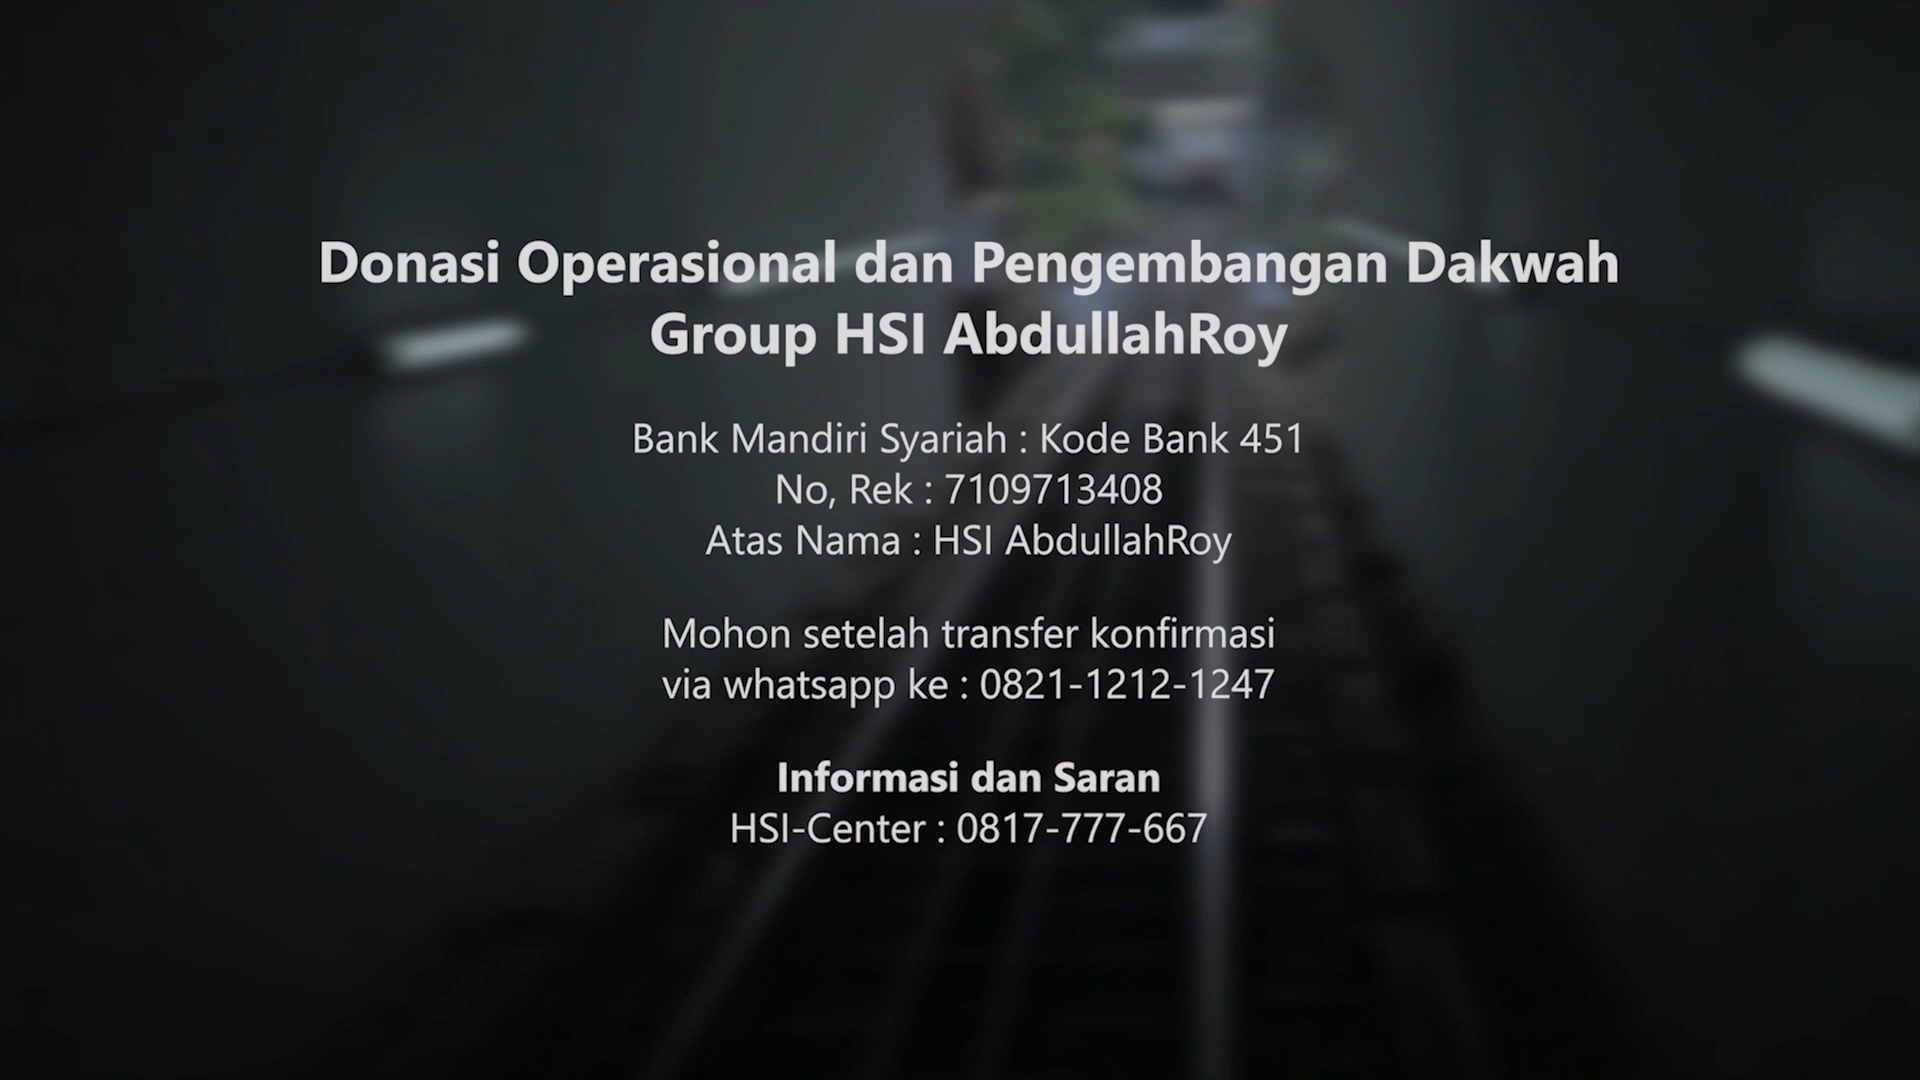 Donasi Operasional dan Pengembangan Dakwah
Group HSI AbdullahRoy
Bank Mandiri Syariah : Kode Bank 451
No, Rek : 7109713408
Atas Nama : HSI AbdullahRoy
Mohon setelah transfer konfirmasi
via whatsapp ke : 0821-1212-1247
Informasi dan Saran
HSI-Center : 0817-777-667